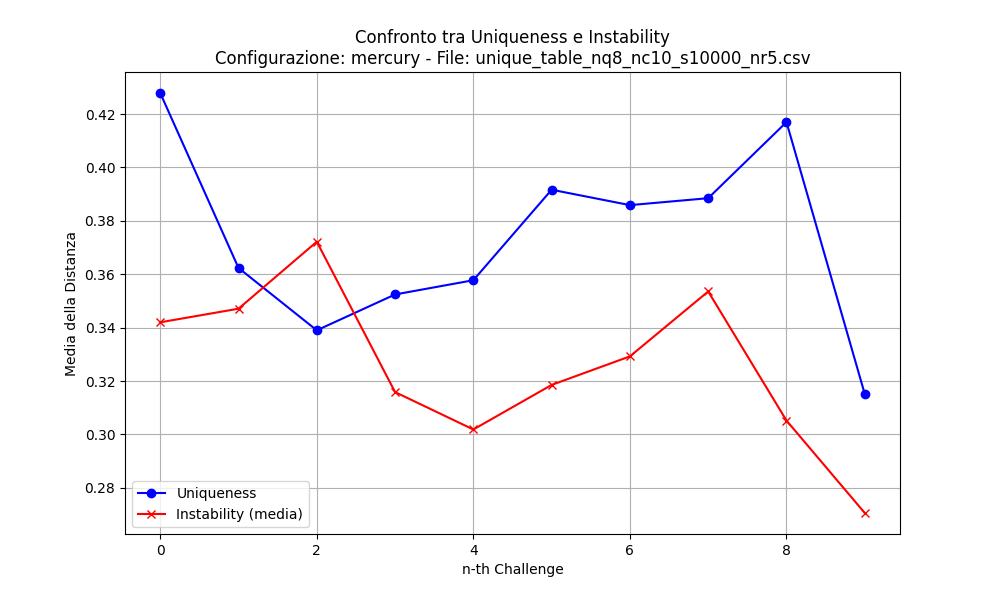 Confronto tra Uniqueness e Instability
Configurazione: mercury - File: unique_table_nq8_nc10_s10000_nr5.csv
Media della Distanza
0.42
0.40
0.38
0.36
0.34
0.32
0.30
0.28
Uniqueness
Instability (media)
0 2 4 6 8
n-th Challenge